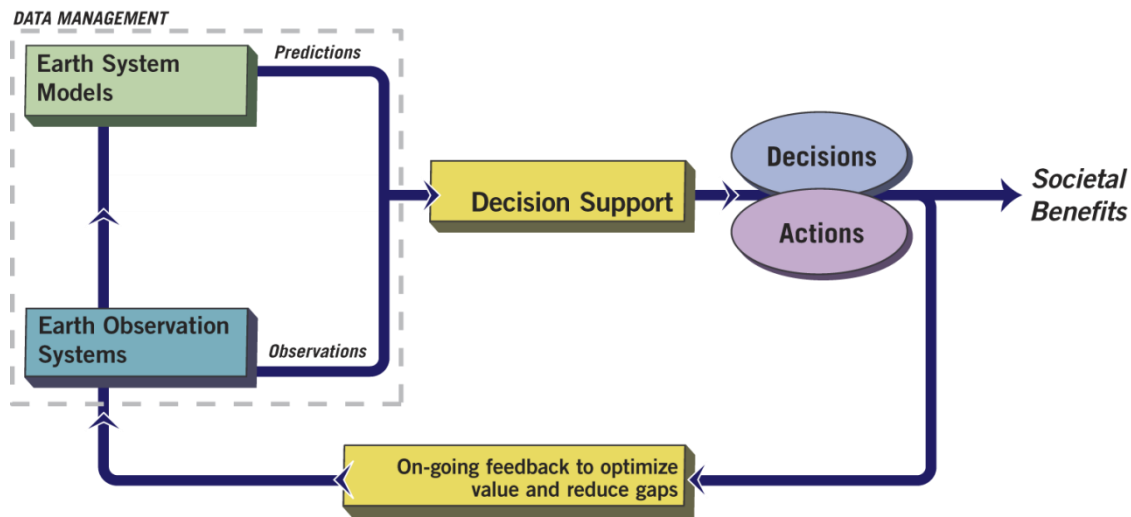 DATA MANAGEMENT
Earth System
Models
Predictions
Decision Support
Decisions
Actions
Societal
Benefits
Earth Observation
Systems
Observations
On-going feedback to optimize
value and reduce gaps